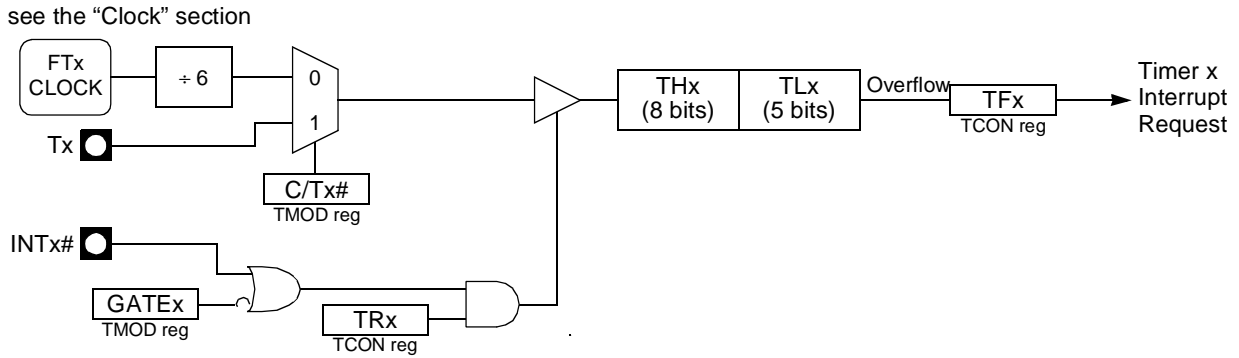 see the “Clock” section
FTx
CLOCK
÷ 6
0
1
Tx
C/Tx#
TMOD reg
THx
(8 bits)
TLx
(5 bits)
Overflow
TFx
TCON reg
Timer x
Interrupt
Request
INTx#
GATEx
TMOD reg
TRx
TCON reg
.